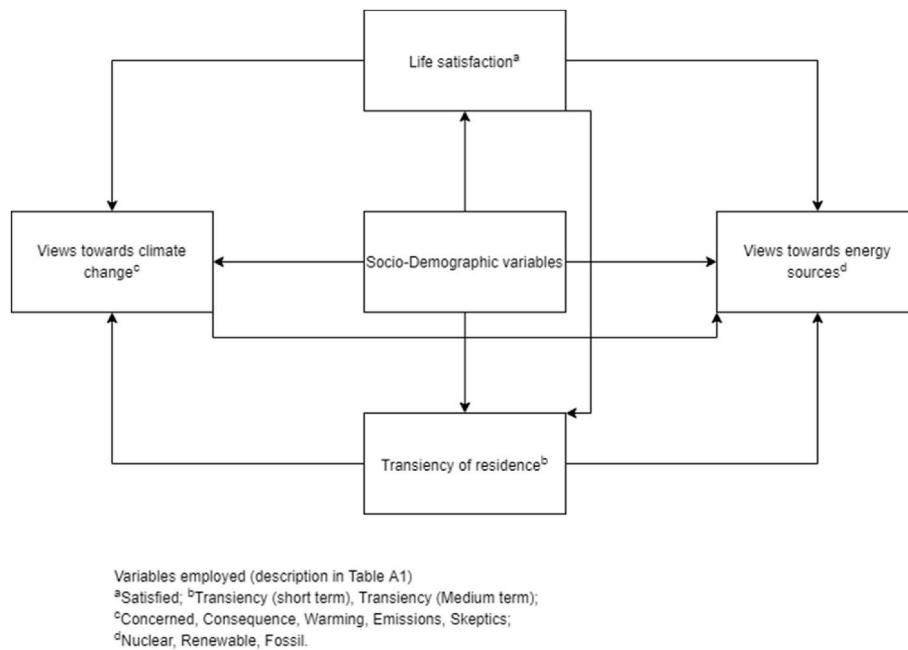 Life satisfactionᵃ
Views towards climate
changeᶜ
Socio-Demographic variables
Views towards energy
sourcesᵈ
Transiency of residenceᵇ
Variables employed (description in Table A1)
ᵃSatisfied; ᵇTransiency (short term), Transiency (Medium term);
ᶜConcerned, Consequence, Warming, Emissions, Skeptics;
ᵈNuclear, Renewable, Fossil.